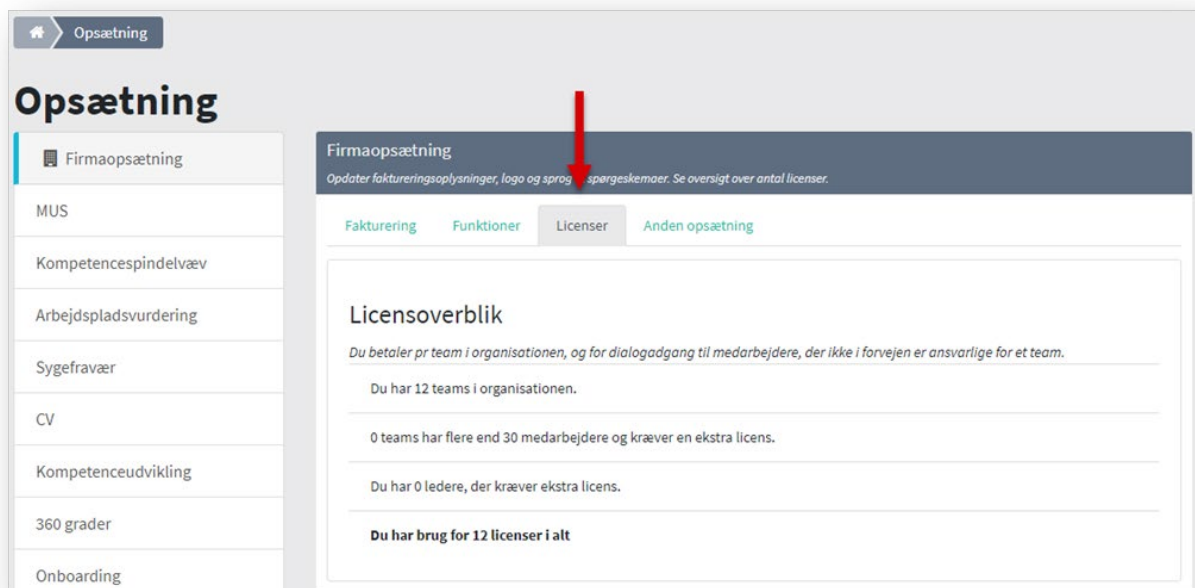 Opsætning
Opsætning
Firmaopsætning
MUS
Kompetencespindelvæv
Arbejdspladsvurdering
Sygefravær
CV
Kompetenceudvikling
360 grader
Onboarding
Firmaopsætning
Opdater faktureringsoplysninger, logo og sprog spørgeskemaer. Se oversigt over antal licenser.
Fakturering Funktioner Licenser Anden opsætning
Licensoverblik
Du betaler pr team i organisationen, og for dialogadgang til medarbejdere, der ikke i forvejen er ansvarlige for et team.
Du har 12 teams i organisationen.
0 teams har flere end 30 medarbejdere og kræver en ekstra licens.
Du har 0 ledere, der kræver ekstra licens.
Du har brug for 12 licenser i alt